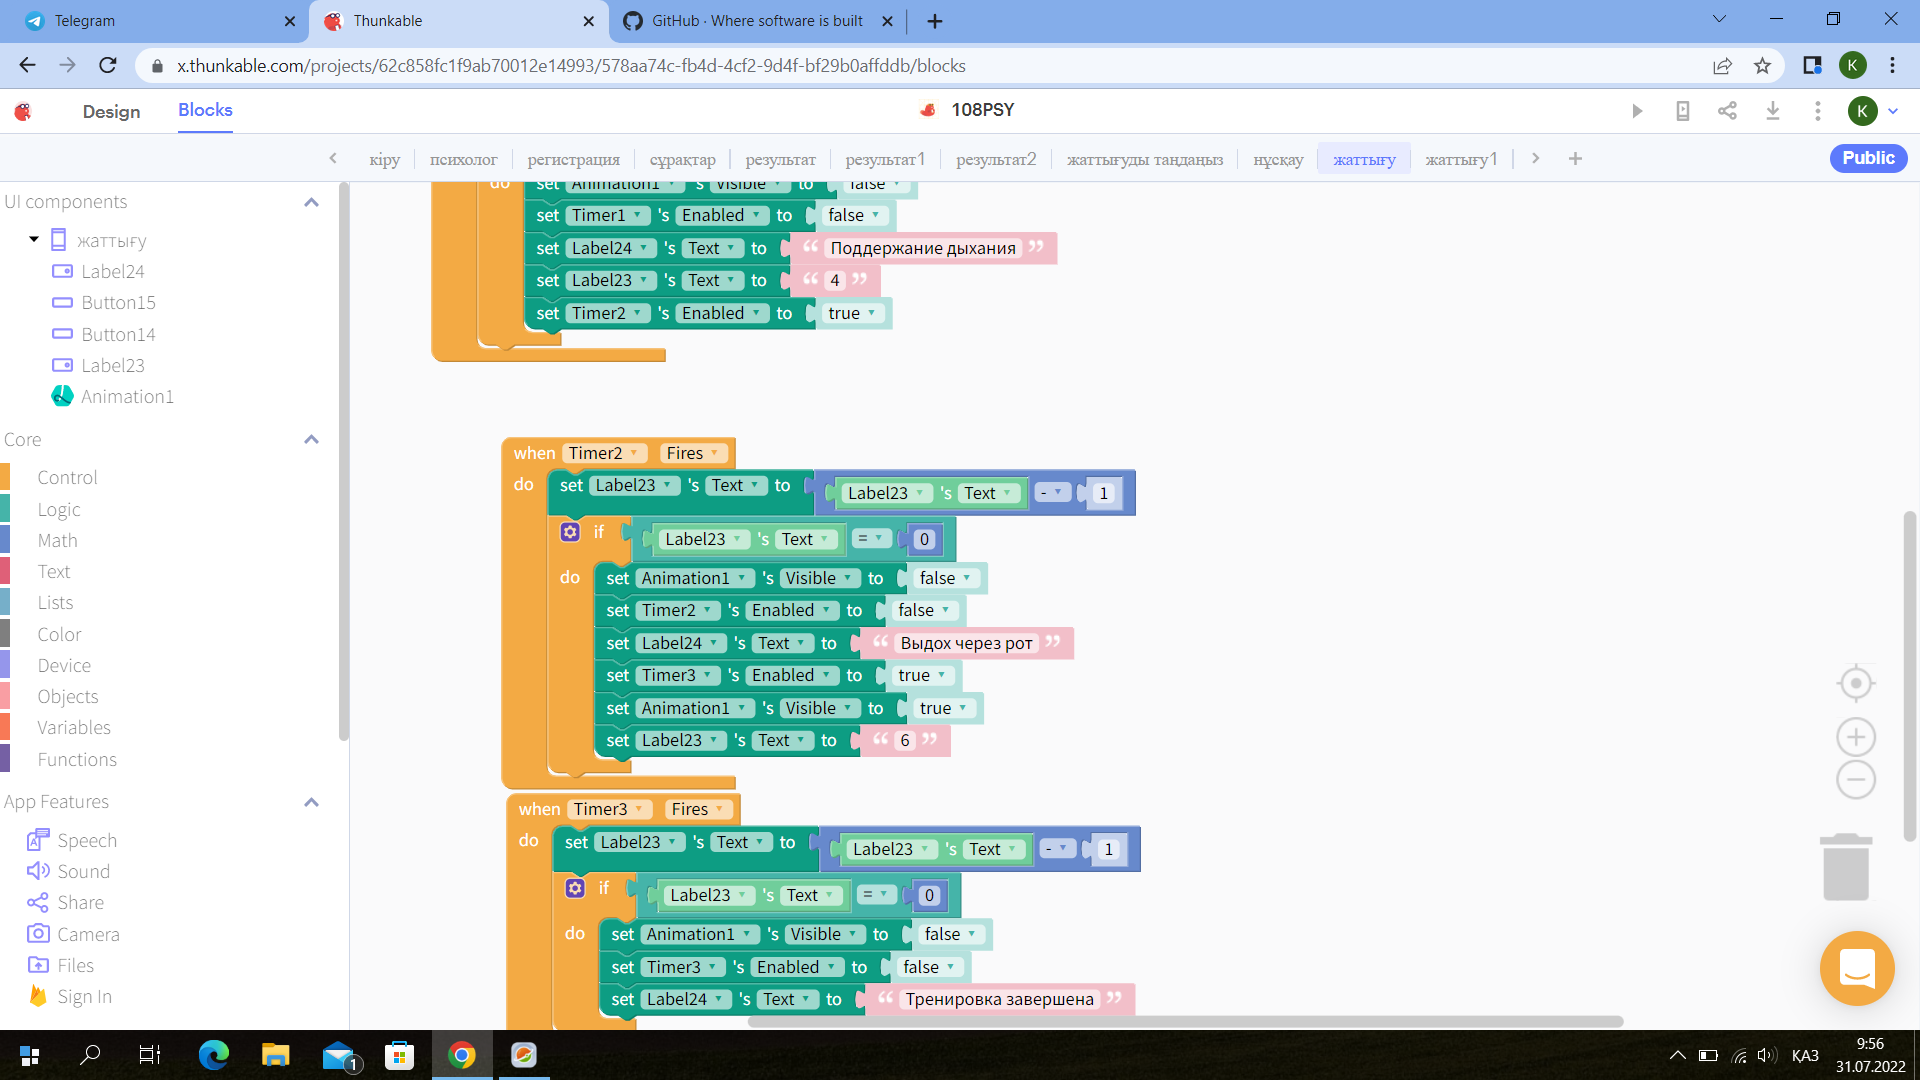 Telegram
Thunkable
GitHub · Where software is built
x.thunkable.com/projects/62c858fc1f9ab70012e14993/578aa74c-fb4d-4cf2-9d4f-bf29b0affddb/blocks
K
Design
Blocks
108PSY
K
кіру
психолог
регистрация
сұрақтар
результат
результат1
результат2
жаттығуды таңдаңыз
нұсқау
жаттығу
жаттығу1
Public
UI components
жаттығу
Label24
Button15
Button14
Label23
Animation1
Core
Control
Logic
Math
Text
Lists
Color
Device
Objects
Variables
Functions
App Features
Speech
Sound
Share
Camera
Files
Sign In
do set Animation1 's Visible to false
set Timer1 's Enabled to false
set Label24 's Text to “ Поддержание дыхания ”
set Label23 's Text to “ 4 ”
set Timer2 's Enabled to true
when Timer2 Fires
do set Label23 's Text to Label23 's Text - 1
if Label23 's Text = 0
do set Animation1 's Visible to false
set Timer2 's Enabled to false
set Label24 's Text to “ Выдох через рот ”
set Timer3 's Enabled to true
set Animation1 's Visible to true
set Label23 's Text to “ 6 ”
when Timer3 Fires
do set Label23 's Text to Label23 's Text - 1
if Label23 's Text = 0
do set Animation1 's Visible to false
set Timer3 's Enabled to false
set Label24 's Text to “ Тренировка завершена ”
1
ҚАЗ
9:56
31.07.2022